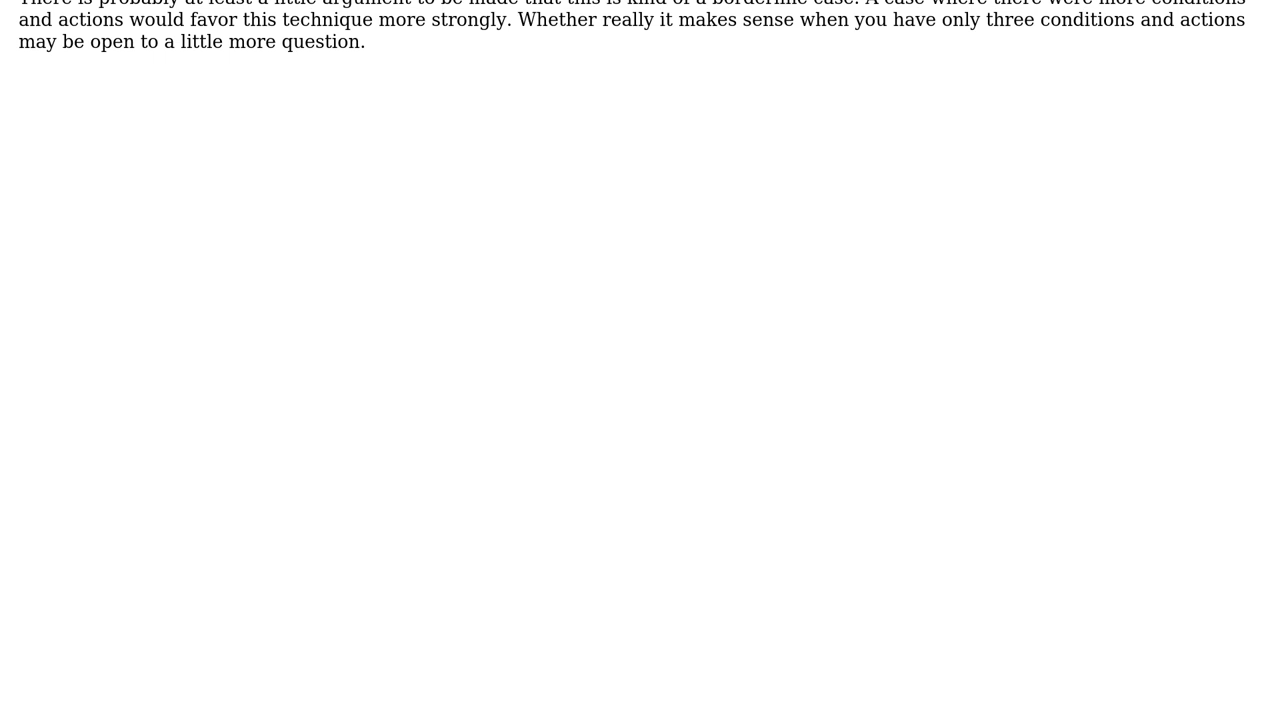 There is probably at least a little argument to be made that this is kind of a borderline case. A case where there were more conditions
and actions would favor this technique more strongly. Whether really it makes sense when you have only three conditions and actions
may be open to a little more question.